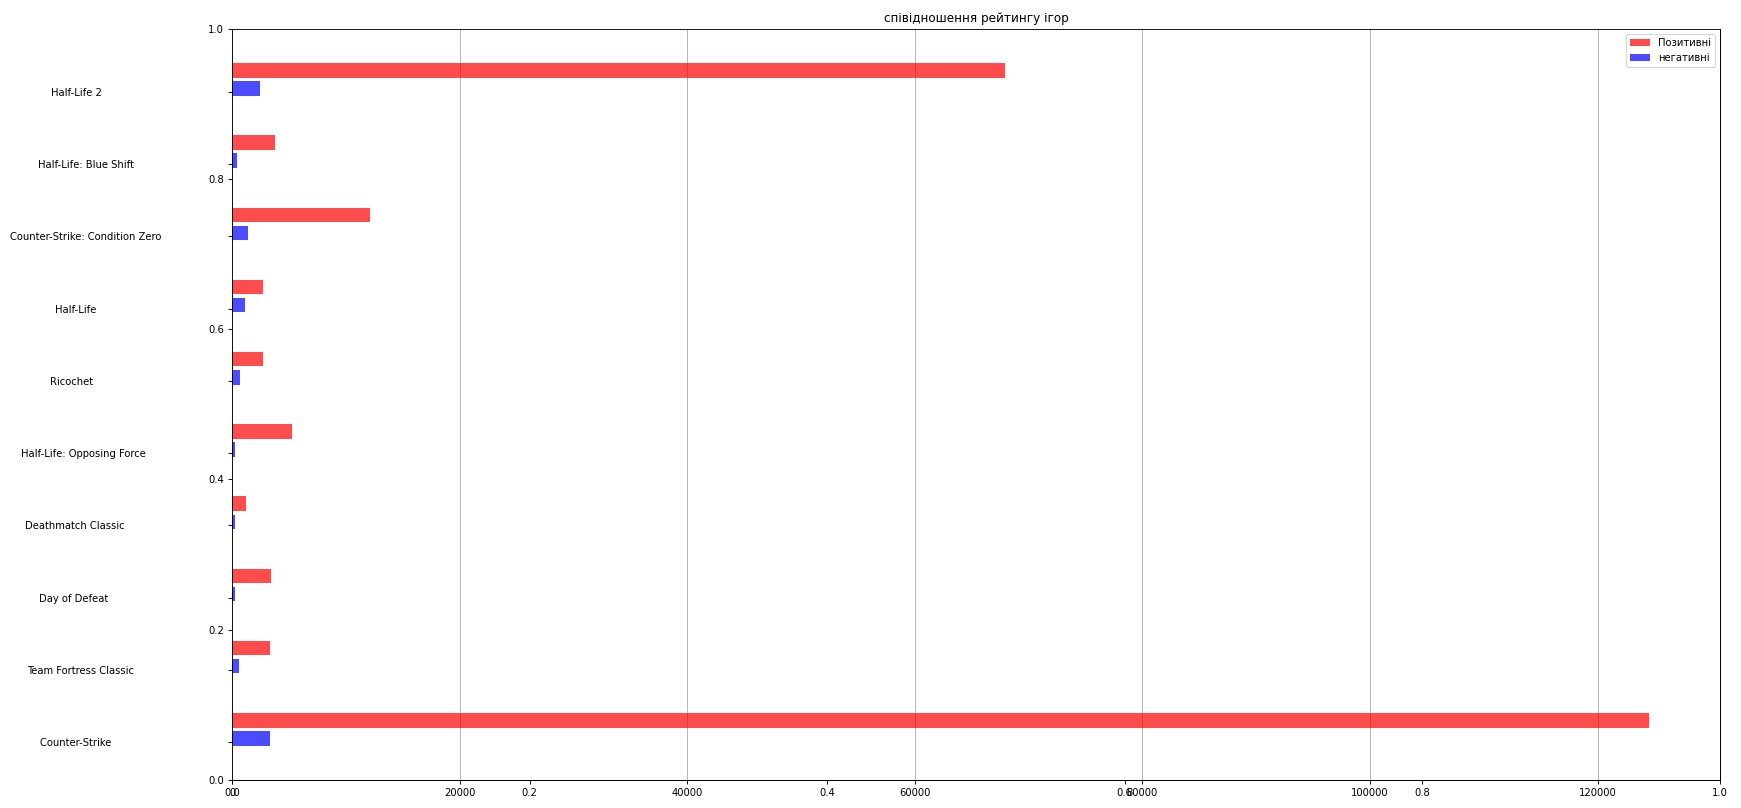 співідношення рейтингу ігор
1.0
Позитивні
негативні
Half-Life 2
Half-Life: Blue Shift
0.8
Counter-Strike: Condition Zero
Half-Life
0.6
Ricochet
Half-Life: Opposing Force
0.4
Deathmatch Classic
Day of Defeat
0.2
Team Fortress Classic
Counter-Strike
0.0
0.0 0 20000 0.2 40000 0.4 60000 0.6 80000 100000 0.8 120000 1.0